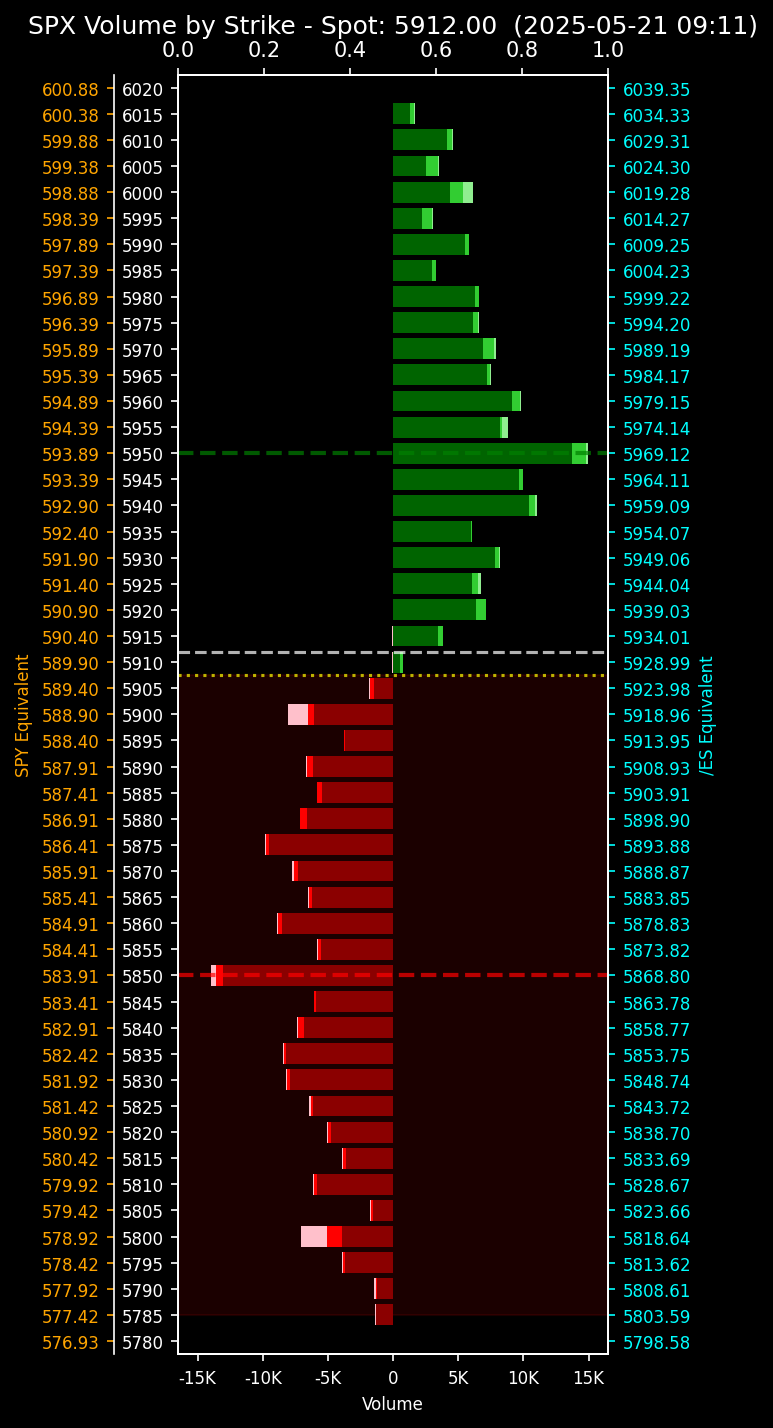 SPX Volume by Strike - Spot: 5912.00 (2025-05-21 09:11)
0.0 0.2 0.4 0.6 0.8 1.0
600.88 6020 6039.35
600.38 6015 6034.33
599.88 6010 6029.31
599.38 6005 6024.30
598.88 6000 6019.28
598.39 5995 6014.27
597.89 5990 6009.25
597.39 5985 6004.23
596.89 5980 5999.22
596.39 5975 5994.20
595.89 5970 5989.19
595.39 5965 5984.17
594.89 5960 5979.15
594.39 5955 5974.14
593.89 5950 5969.12
593.39 5945 5964.11
592.90 5940 5959.09
592.40 5935 5954.07
591.90 5930 5949.06
591.40 5925 5944.04
590.90 5920 5939.03
590.40 5915 5934.01
589.90 5910 5928.99
589.40 5905 5923.98
588.90 5900 5918.96
588.40 5895 5913.95
587.91 5890 5908.93
587.41 5885 5903.91
586.91 5880 5898.90
586.41 5875 5893.88
585.91 5870 5888.87
585.41 5865 5883.85
584.91 5860 5878.83
584.41 5855 5873.82
583.91 5850 5868.80
583.41 5845 5863.78
582.91 5840 5858.77
582.42 5835 5853.75
581.92 5830 5848.74
581.42 5825 5843.72
580.92 5820 5838.70
580.42 5815 5833.69
579.92 5810 5828.67
579.42 5805 5823.66
578.92 5800 5818.64
578.42 5795 5813.62
577.92 5790 5808.61
577.42 5785 5803.59
576.93 5780 5798.58
SPY Equivalent
/ES Equivalent
-15K -10K -5K 0 5K 10K 15K
Volume